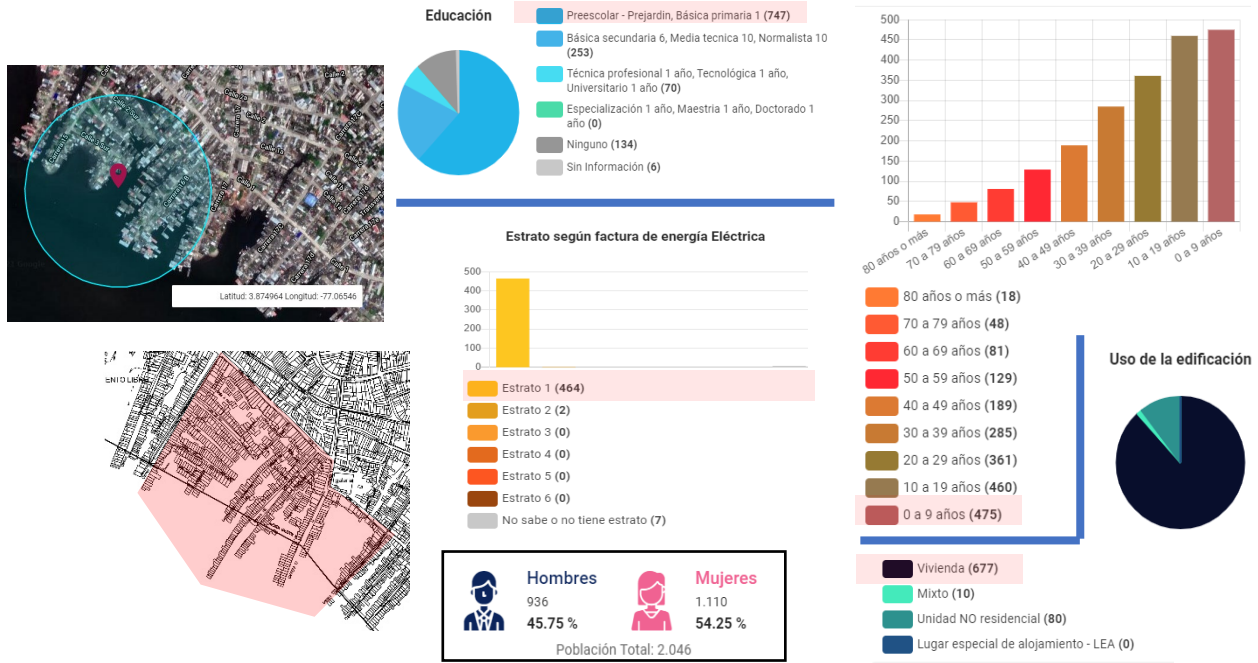 Educación
Preescolar - Prejardin, Básica primaria 1 (747)
Básica secundaria 6, Media tecnica 10, Normalista 10
(253)
Técnica profesional 1 año, Tecnológica 1 año,
Universitario 1 año (70)
Especialización 1 año, Maestria 1 año, Doctorado 1
año (0)
Ninguno (134)
Sin Información (6)
Latitud: 3.874964 Longitud: -77.06546
ENTO LIBRE
Estrato según factura de energía Eléctrica
500
400
300
200
100
0
Estrato 1 (464)
Estrato 2 (2)
Estrato 3 (0)
Estrato 4 (0)
Estrato 5 (0)
Estrato 6 (0)
No sabe o no tiene estrato (7)
Hombres
936
45.75 %
Mujeres
1.110
54.25 %
Población Total: 2.046
500
450
400
350
300
250
200
150
100
50
0
80 años o más
70 a 79 años
60 a 69 años
50 a 59 años
40 a 49 años
30 a 39 años
20 a 29 años
10 a 19 años
0 a 9 años
80 años o más (18)
70 a 79 años (48)
60 a 69 años (81)
50 a 59 años (129)
40 a 49 años (189)
30 a 39 años (285)
20 a 29 años (361)
10 a 19 años (460)
0 a 9 años (475)
Uso de la edificación
Vivienda (677)
Mixto (10)
Unidad NO residencial (80)
Lugar especial de alojamiento - LEA (0)